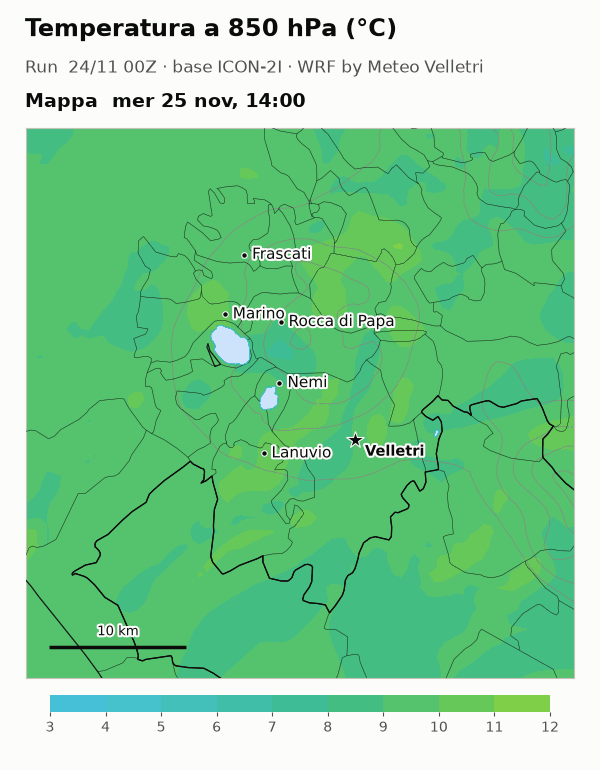 Temperatura a 850 hPa (°C)
Run  24/11 00Z · base ICON-2I · WRF by Meteo Velletri
Mappa  mer 25 nov, 14:00
Frascati
Marino
Rocca di Papa
Nemi
Velletri
Lanuvio
10 km
3 4 5 6 7 8 9 10 11 12